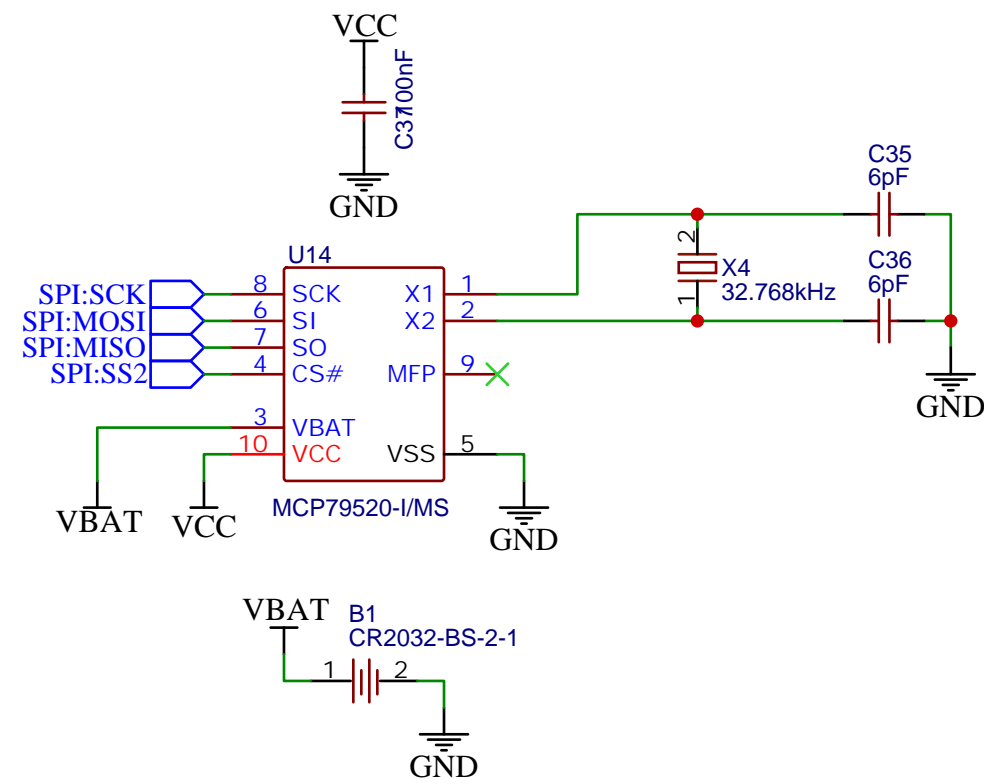 VCC
C37
100nF
GND
C35
6pF
C36
6pF
2
X4
32.768kHz
1
GND
U14
SPI:SCK 8 SCK X1 1
SPI:MOSI 6 SI X2 2
SPI:MISO 7 SO
SPI:SS2 4 CS# MFP 9
3 VBAT
10 VCC VSS 5
MCP79520-I/MS
VBAT VCC GND
VBAT
B1
CR2032-BS-2-1
1 2
GND